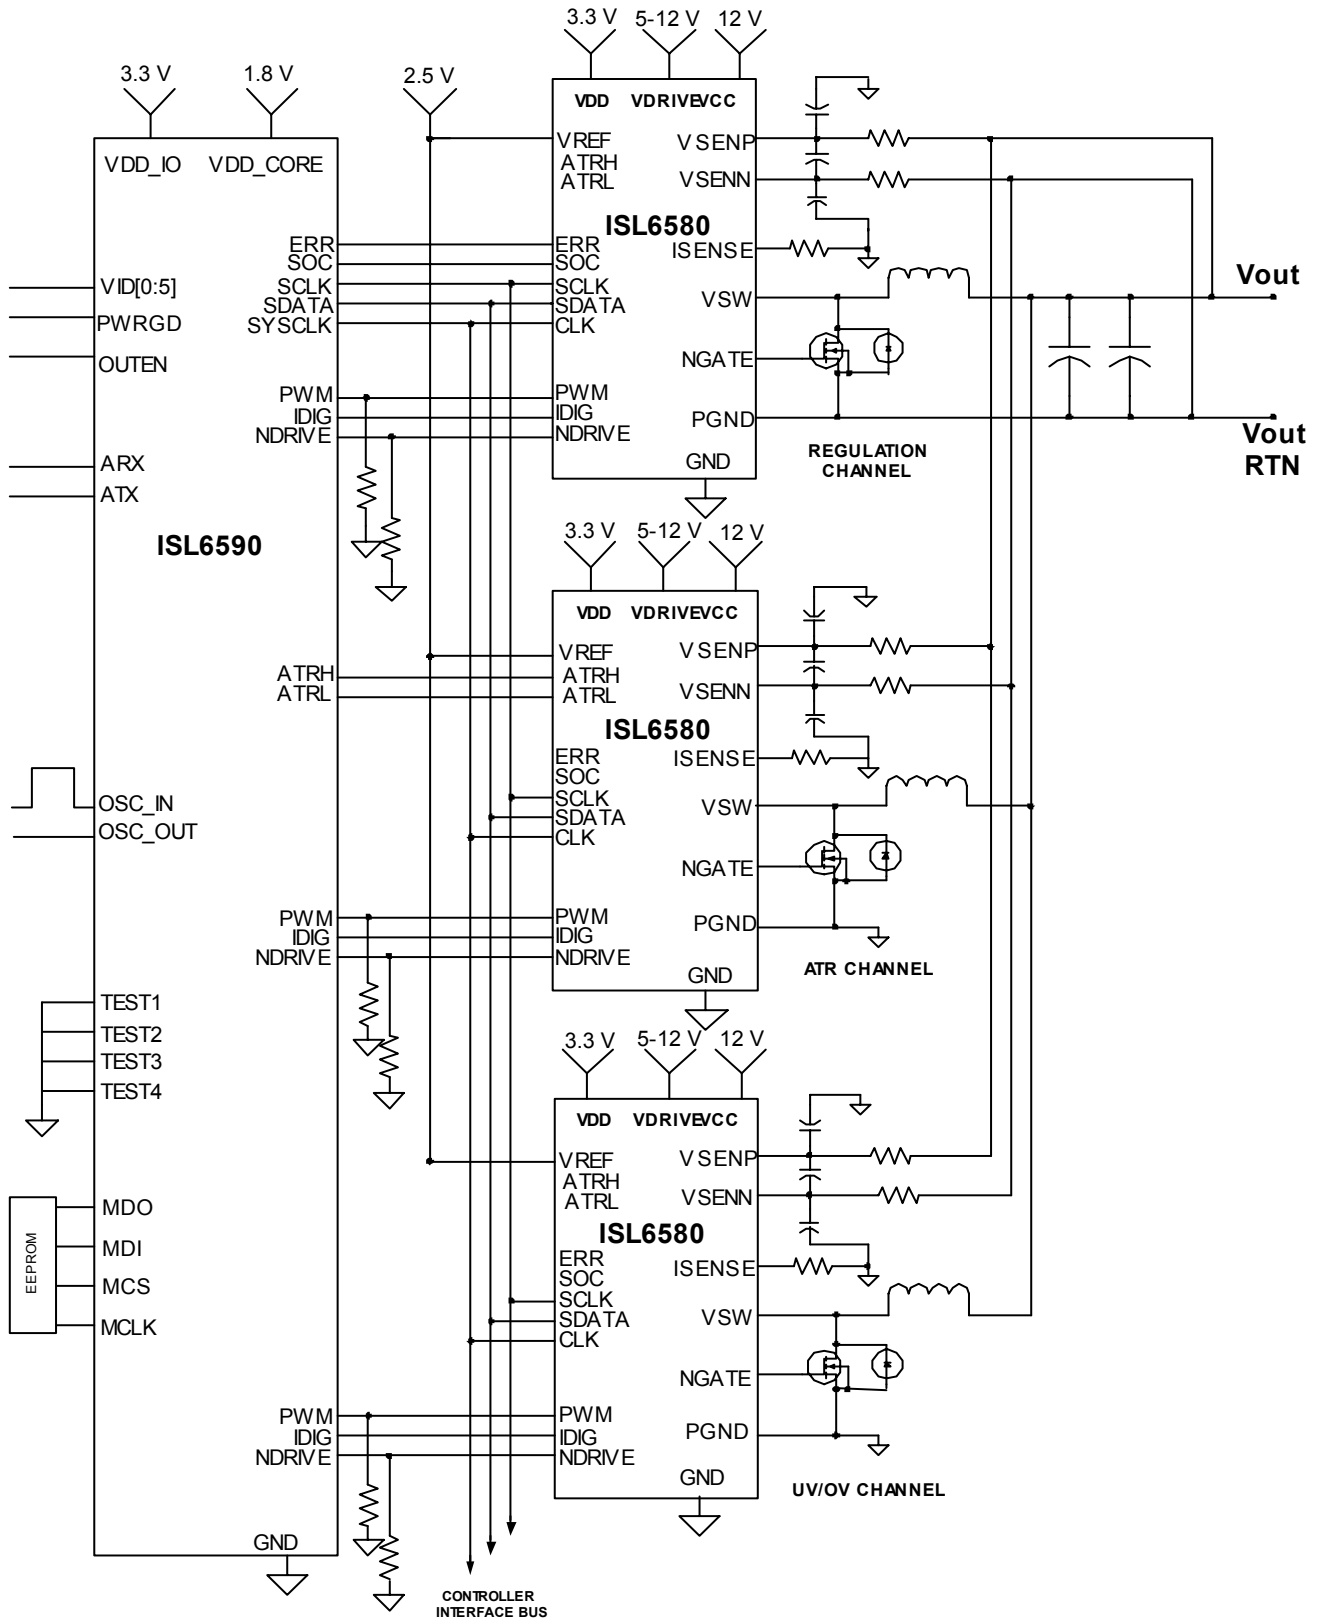 3.3 V 5-12 V 12 V
3.3 V 1.8 V 2.5 V
VDD VDRIVE VCC
VDD_IO VDD_CORE
VREF VSENP
ATRH
ATRL VSENN
ISL6580
ERR ERR ISENSE
SOC SOC
VID[0:5] SCLK SCLK
SDATA SDATA VSW Vout
PWRGD SYSCLK CLK
OUTEN NGATE
PWM PWM
IDIG IDIG PGND
NDRIVE NDRIVE
Vout
RTN
REGULATION
CHANNEL
GND
ARX
ATX
ISL6590
3.3 V 5-12 V 12 V
VDD VDRIVE VCC
VREF VSENP
ATRH ATRH
ATRL ATRL VSENN
ISL6580
ERR ISENSE
SOC
OSC_IN SCLK VSW
SDATA
OSC_OUT CLK
NGATE
PWM PWM PGND
IDIG IDIG
NDRIVE NDRIVE
ATR CHANNEL
GND
TEST1
TEST2
TEST3
TEST4
3.3 V 5-12 V 12 V
VDD VDRIVE VCC
VREF VSENP
ATRH
ATRL VSENN
MDO
ISL6580
MDI ERR ISENSE
SOC
EEPROM
MCS SCLK
SDATA VSW
MCLK CLK
NGATE
PWM PWM
IDIG IDIG PGND
NDRIVE NDRIVE
GND
UV/OV CHANNEL
GND
CONTROLLER
INTERFACE BUS